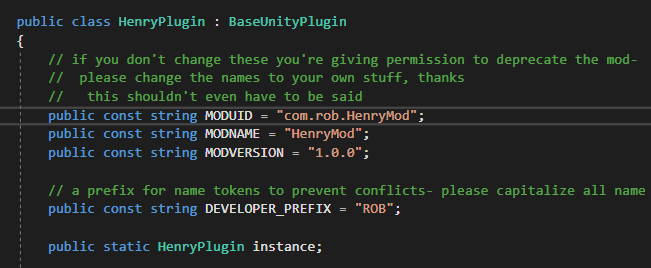 public class HenryPlugin : BaseUnityPlugin
{
// if you don't change these you're giving permission to deprecate the mod-
//  please change the names to your own stuff, thanks
//   this shouldn't even have to be said
public const string MODUID = "com.rob.HenryMod";
public const string MODNAME = "HenryMod";
public const string MODVERSION = "1.0.0";
// a prefix for name tokens to prevent conflicts- please capitalize all name
public const string DEVELOPER_PREFIX = "ROB";
public static HenryPlugin instance;